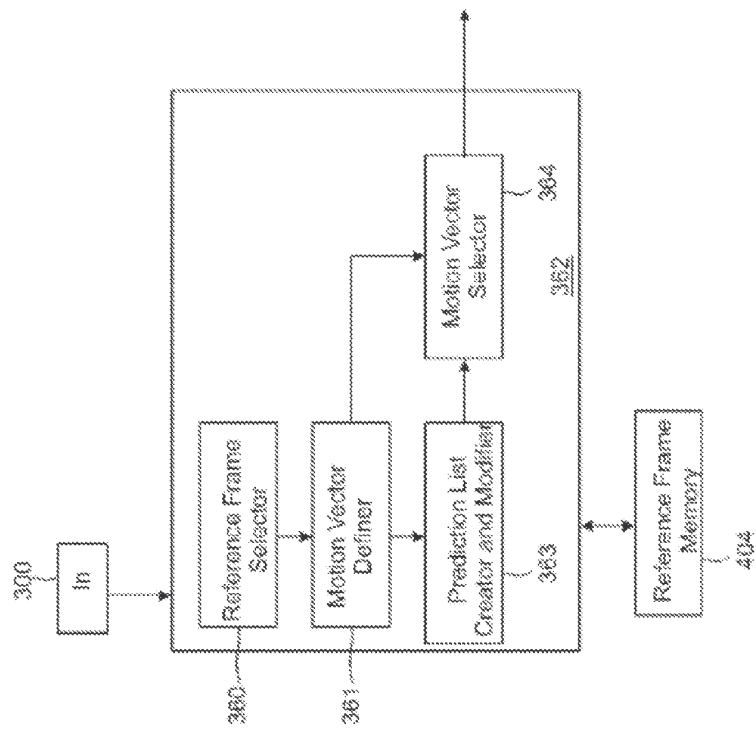 300
In
360
Reference Frame
Selector
361
Motion Vector
Definer
Prediction List
Creator and Modifier
363
Motion Vector
Selector
364
362
Reference Frame
Memory
404